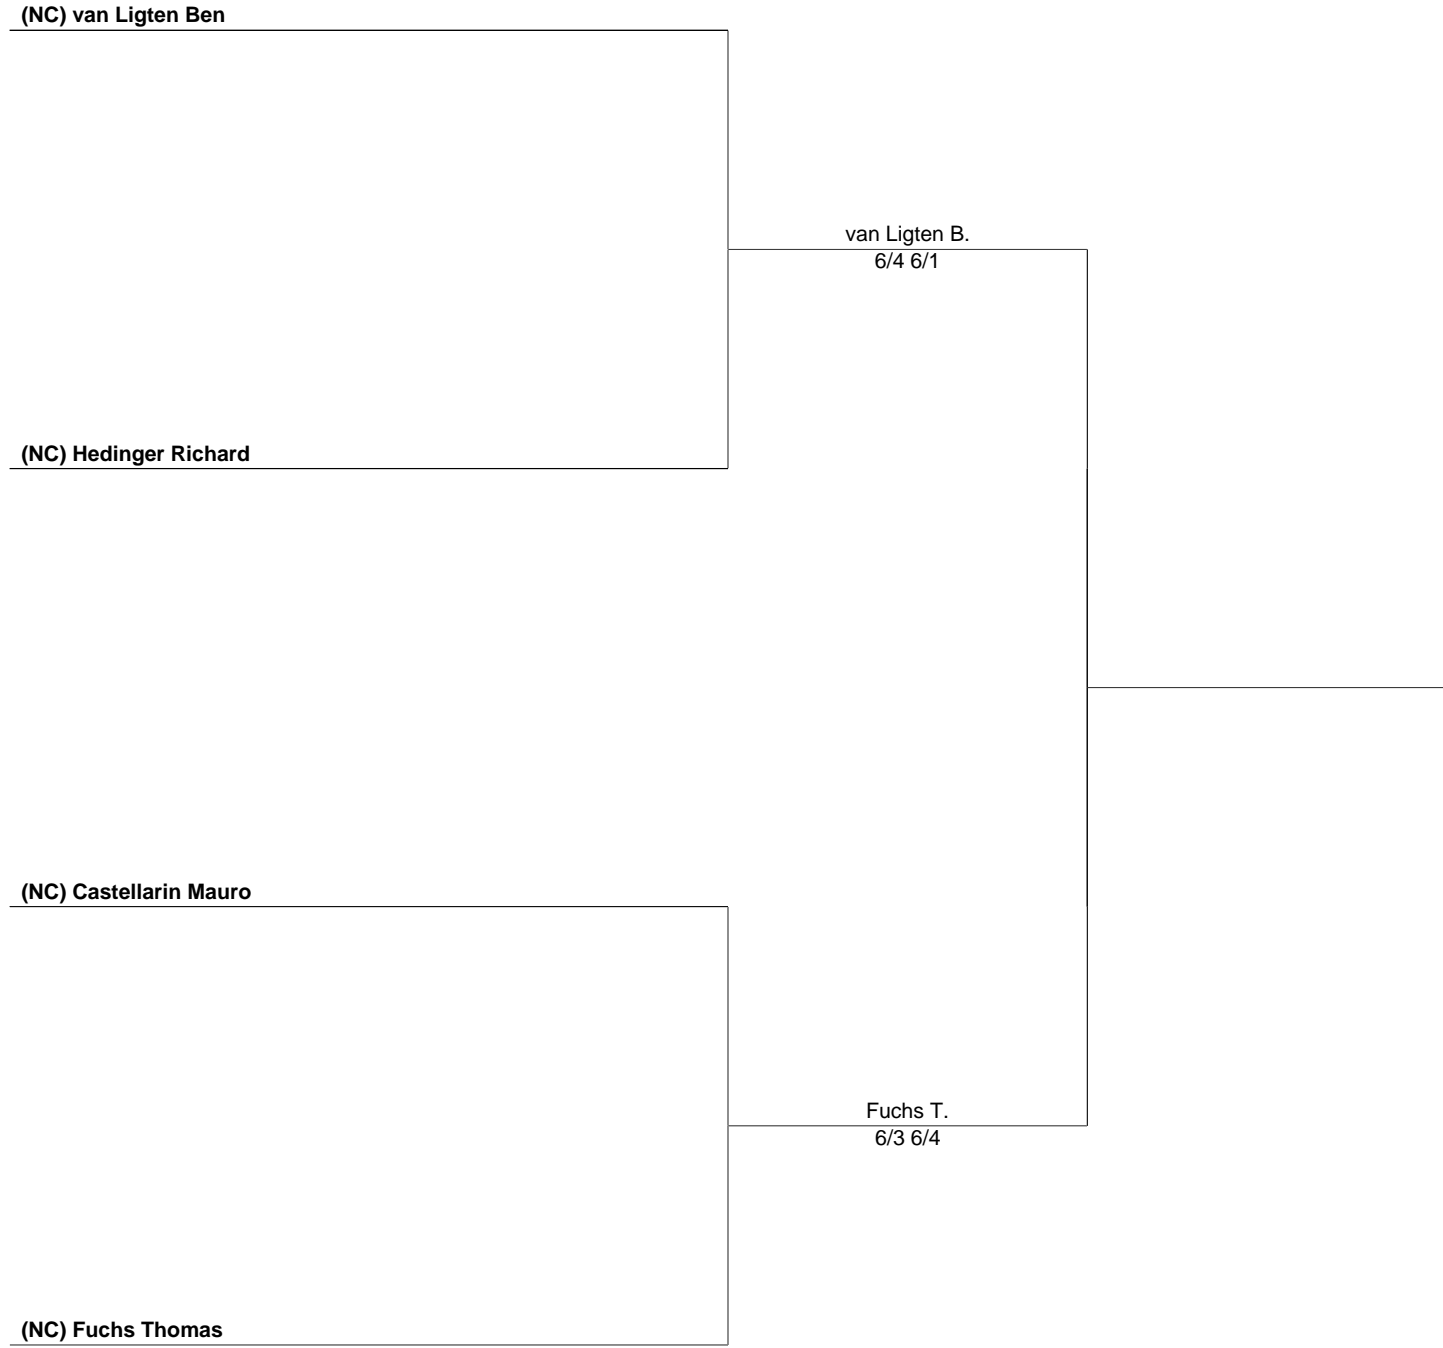 (NC) van Ligten Ben
van Ligten B.
6/4 6/1
(NC) Hedinger Richard
(NC) Castellarin Mauro
Fuchs T.
6/3 6/4
(NC) Fuchs Thomas